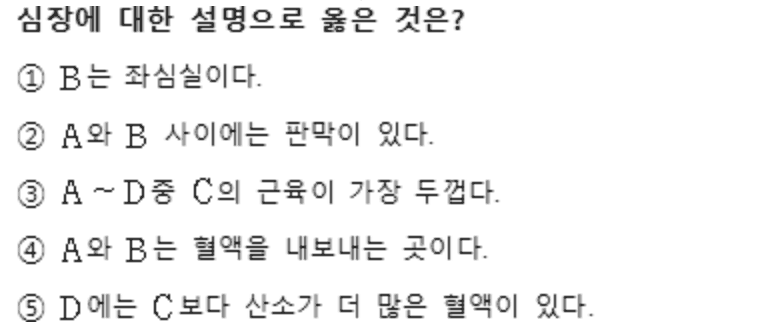 심장에 대한 설명으로 옳은 것은?
① B는 좌심실이다.
② A와 B 사이에는 판막이 있다.
③ A ~ D중 C의 근육이 가장 두껍다.
④ A와 B는 혈액을 내보내는 곳이다.
⑤ D에는 C보다 산소가 더 많은 혈액이 있다.